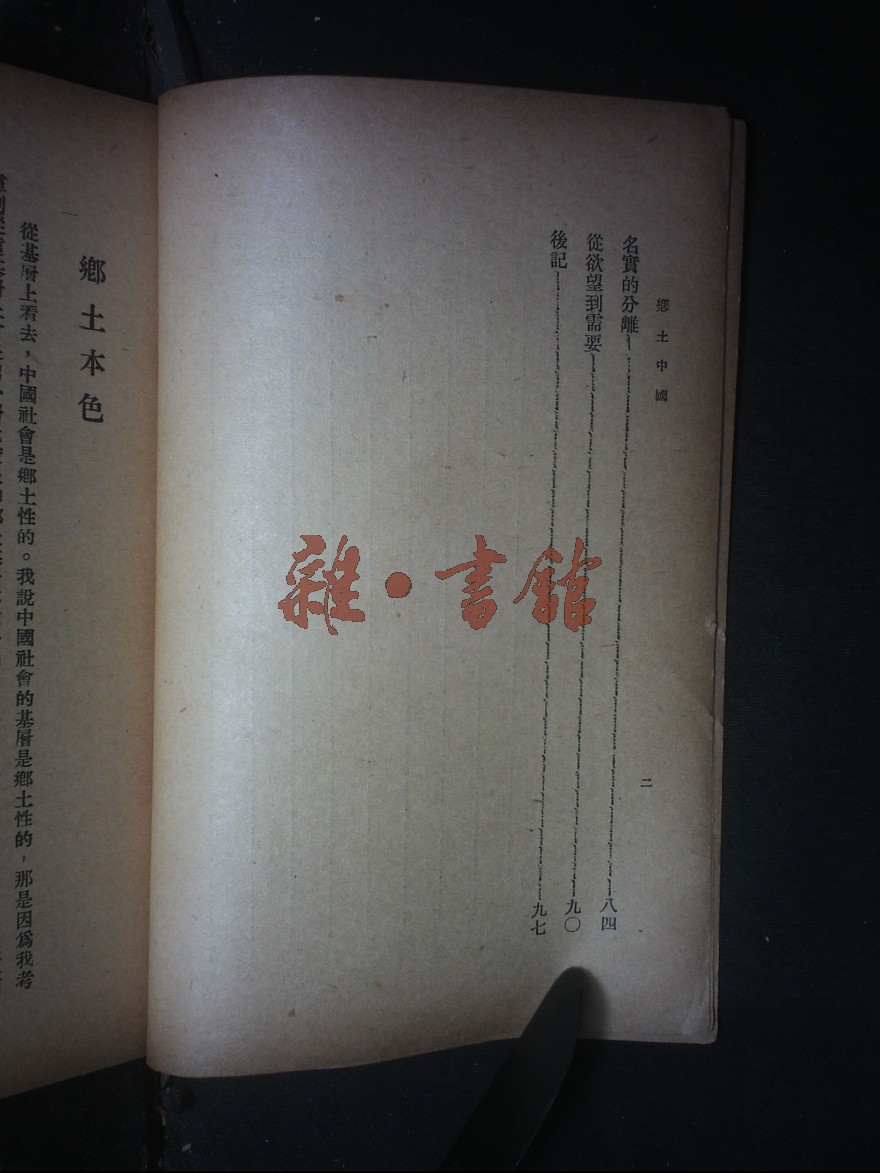 鄉土中國
二
名實的分離 八四
從欲望到需要 九〇
後記 九七
鄉土本色
從基層上看去，中國社會是鄉土性的。我說中國社會的基層是鄉土性的，那是因爲我考
雜·書館